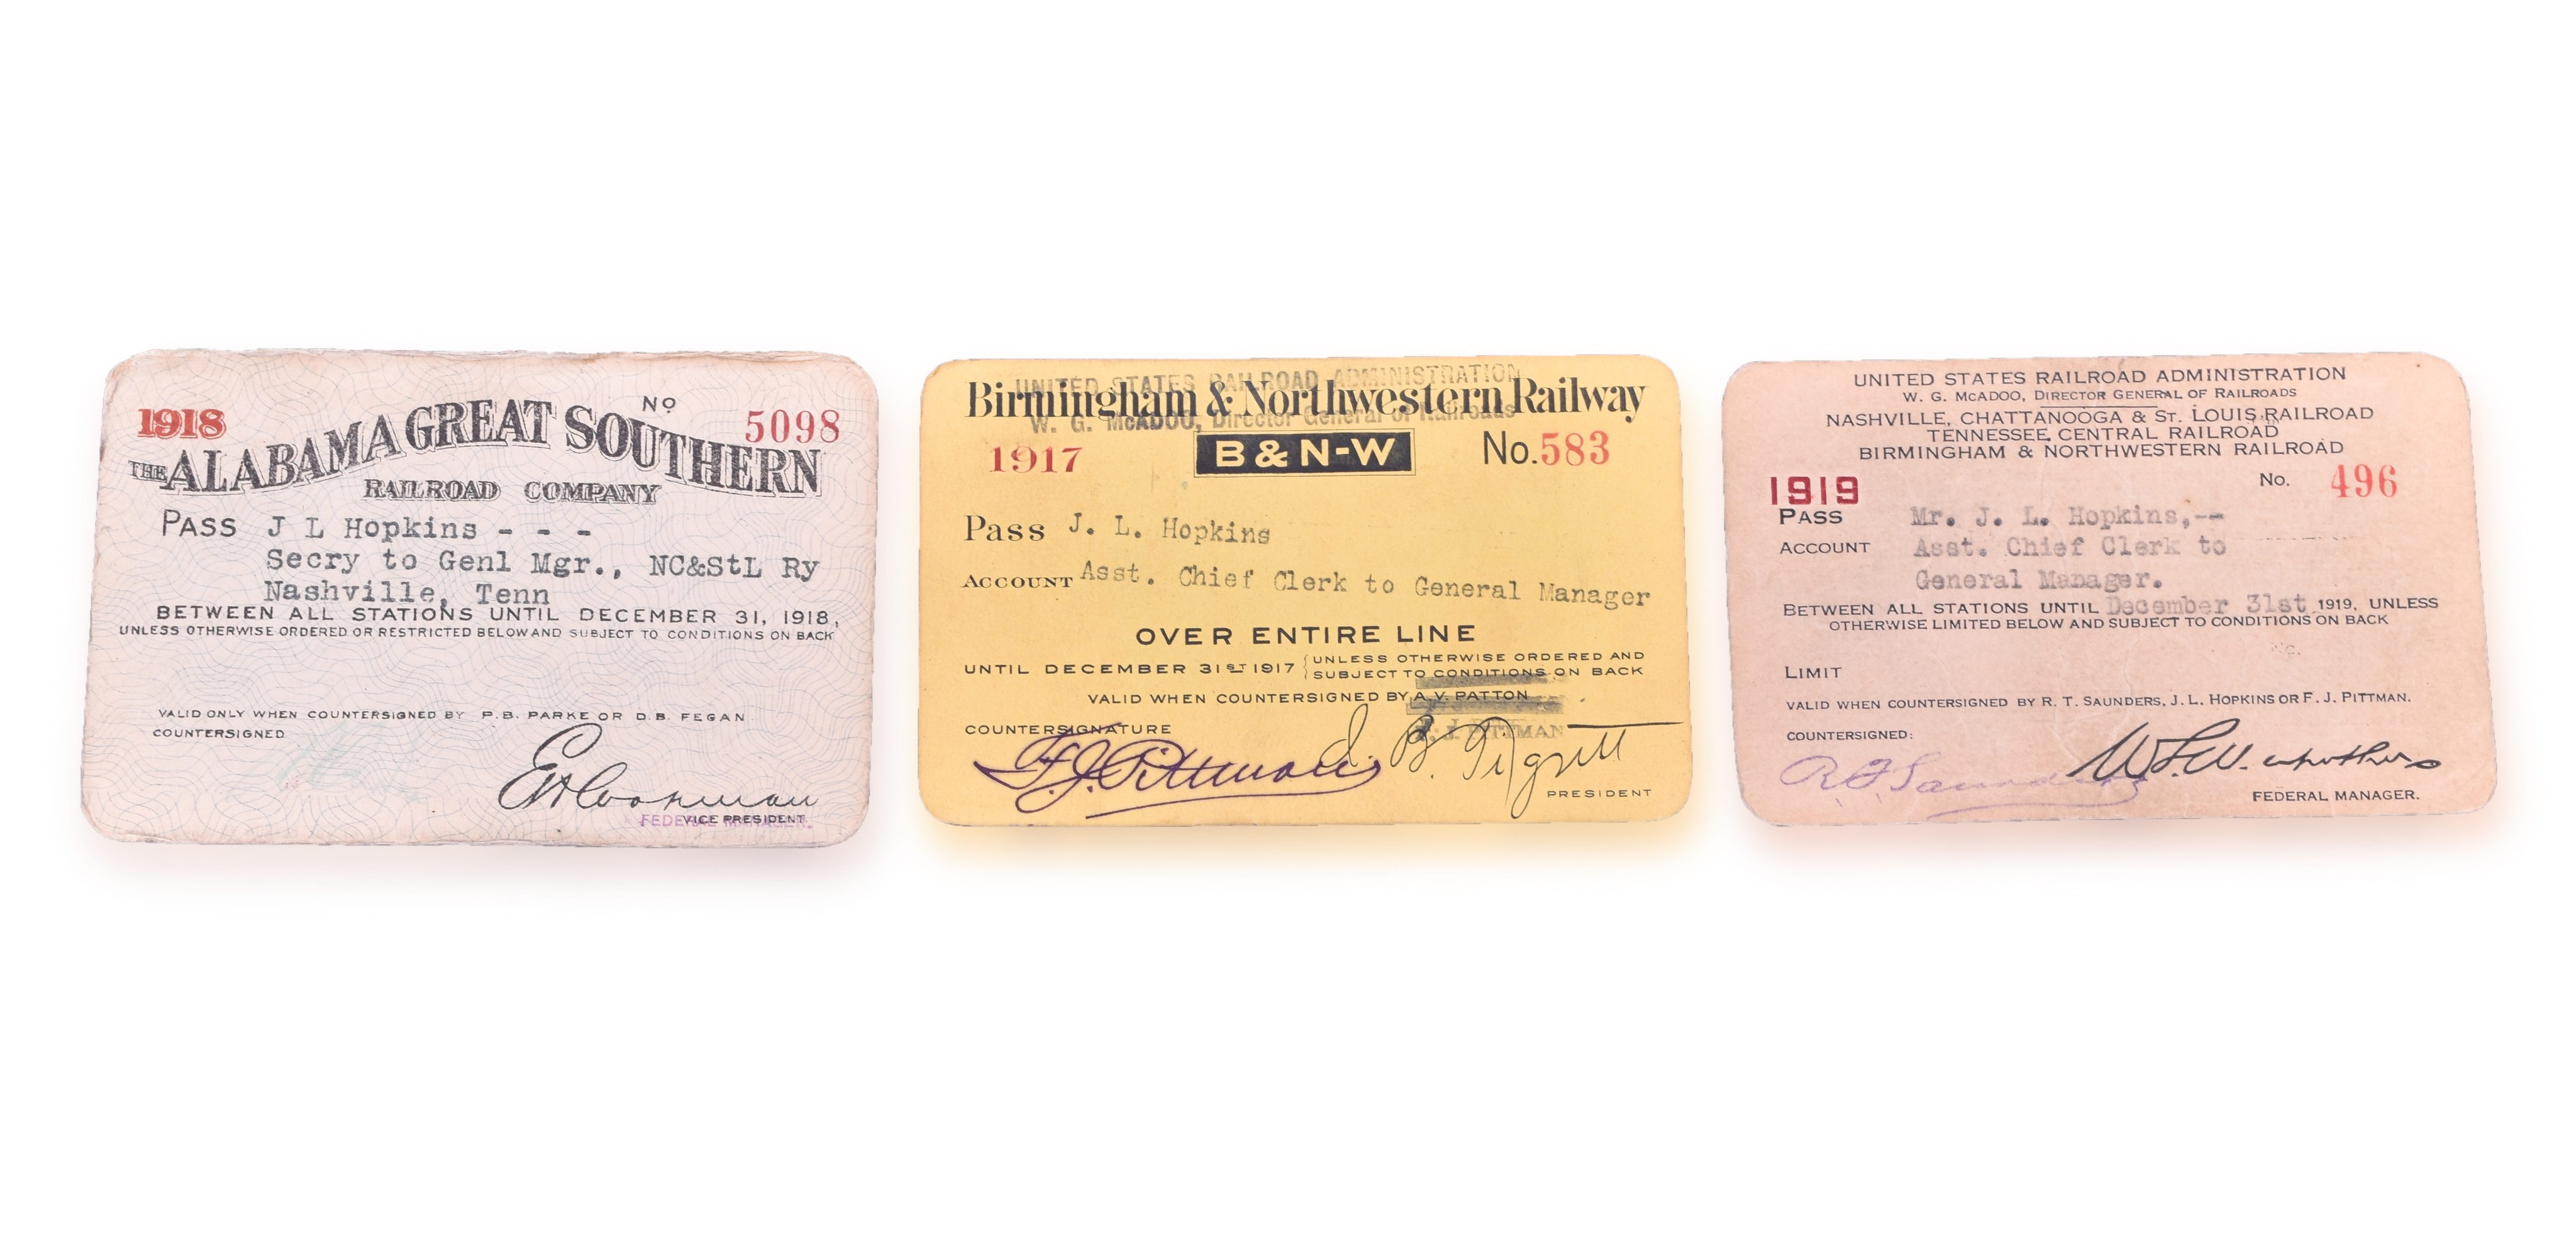 1918
No
5098
THE ALABAMA GREAT SOUTHERN
RAILROAD COMPANY
PASS J L Hopkins - - -
Secry to Genl Mgr., NC&StL Ry
Nashville, Tenn
BETWEEN ALL STATIONS UNTIL DECEMBER 31, 1918,
UNLESS OTHERWISE ORDERED OR RESTRICTED BELOW AND SUBJECT TO CONDITIONS ON BACK
VALID ONLY WHEN COUNTERSIGNED BY P.B. PARKE OR D.B. FEGAN
COUNTERSIGNED
VICE PRESIDENT.
FEDERAL MANAGER.
UNITED STATES RAILROAD ADMINISTRATION
Birmingham & Northwestern Railway
W. G. McADOO, Director General of Railroads
1917
B & N-W
No. 583
Pass J. L. Hopkins
ACCOUNT Asst. Chief Clerk to General Manager
OVER ENTIRE LINE
UNTIL DECEMBER 31ST 1917 { UNLESS OTHERWISE ORDERED AND
SUBJECT TO CONDITIONS ON BACK
VALID WHEN COUNTERSIGNED BY A. V. PATTON
F. J. PITTMAN
COUNTERSIGNATURE
F. J. Pittman
I. B. Tigrett
PRESIDENT
UNITED STATES RAILROAD ADMINISTRATION
W. G. McADOO, DIRECTOR GENERAL OF RAILROADS
NASHVILLE, CHATTANOOGA & ST. LOUIS RAILROAD
TENNESSEE CENTRAL RAILROAD
BIRMINGHAM & NORTHWESTERN RAILROAD
1919
No. 496
PASS Mr. J. L. Hopkins,--
ACCOUNT Asst. Chief Clerk to
General Manager.
BETWEEN ALL STATIONS UNTIL December 31st 1919, UNLESS
OTHERWISE LIMITED BELOW AND SUBJECT TO CONDITIONS ON BACK
LIMIT
VALID WHEN COUNTERSIGNED BY R. T. SAUNDERS, J. L. HOPKINS OR F. J. PITTMAN.
COUNTERSIGNED:
R. T. Saunders
FEDERAL MANAGER.